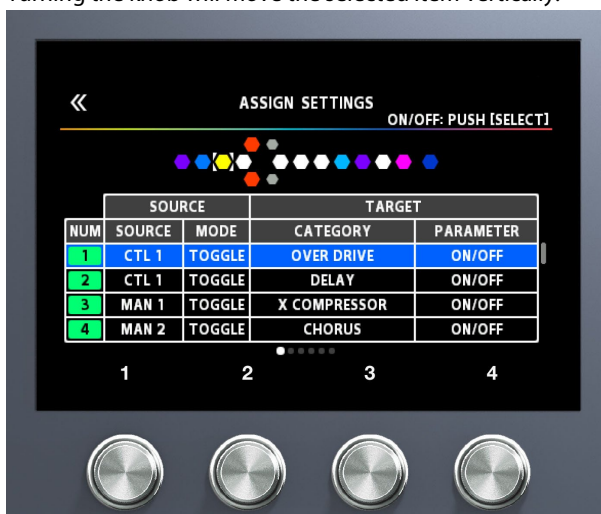 Turning the knob will move the selected item vertically.
ASSIGN SETTINGS
ON/OFF: PUSH [SELECT]
SOURCE TARGET
NUM SOURCE MODE CATEGORY PARAMETER
1 CTL 1 TOGGLE OVER DRIVE ON/OFF
2 CTL 1 TOGGLE DELAY ON/OFF
3 MAN 1 TOGGLE X COMPRESSOR ON/OFF
4 MAN 2 TOGGLE CHORUS ON/OFF
1 2 3 4